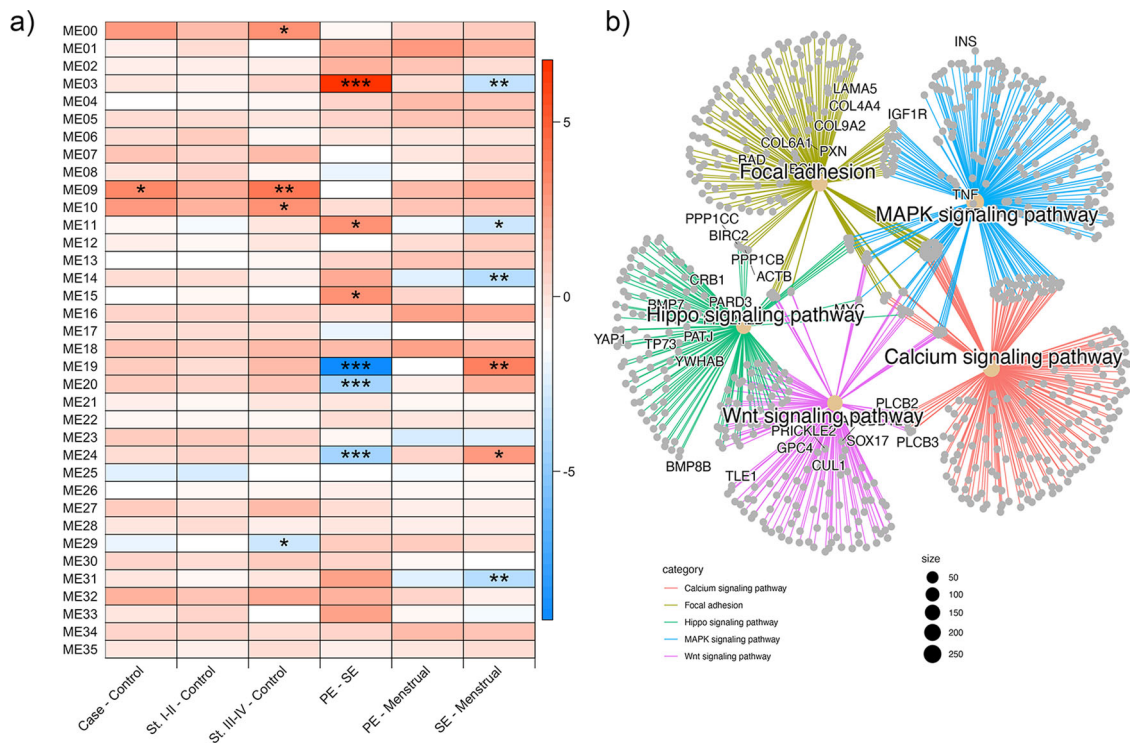 a)
ME00 *
ME01
ME02
ME03 *** **
ME04
ME05
ME06
ME07
ME08
ME09 * **
ME10 *
ME11 * *
ME12
ME13
ME14 **
ME15 *
ME16
ME17
ME18
ME19 *** **
ME20 ***
ME21
ME22
ME23
ME24 *** *
ME25
ME26
ME27
ME28
ME29 *
ME30
ME31 **
ME32
ME33
ME34
ME35
Case - Control
St. I-II - Control
St. III-IV - Control
PE - SE
PE - Menstrual
SE - Menstrual
5
0
-5
b)
INS
LAMA5
COL4A4
IGF1R
COL9A2
COL6A1
PXN
BAD
Focal adhesion
TNF
MAPK signaling pathway
PPP1CC
BIRC2
PPP1CB
ACTB
CRB1
BMP7
PARD3
MYC
Hippo signaling pathway
YAP1
TP73
PATJ
YWHAB
Calcium signaling pathway
PLCB2
Wnt signaling pathway
PRICKLE2
SOX17
PLCB3
GPC4
BMP8B
TLE1
CUL1
category
Calcium signaling pathway
Focal adhesion
Hippo signaling pathway
MAPK signaling pathway
Wnt signaling pathway
size
50
100
150
200
250